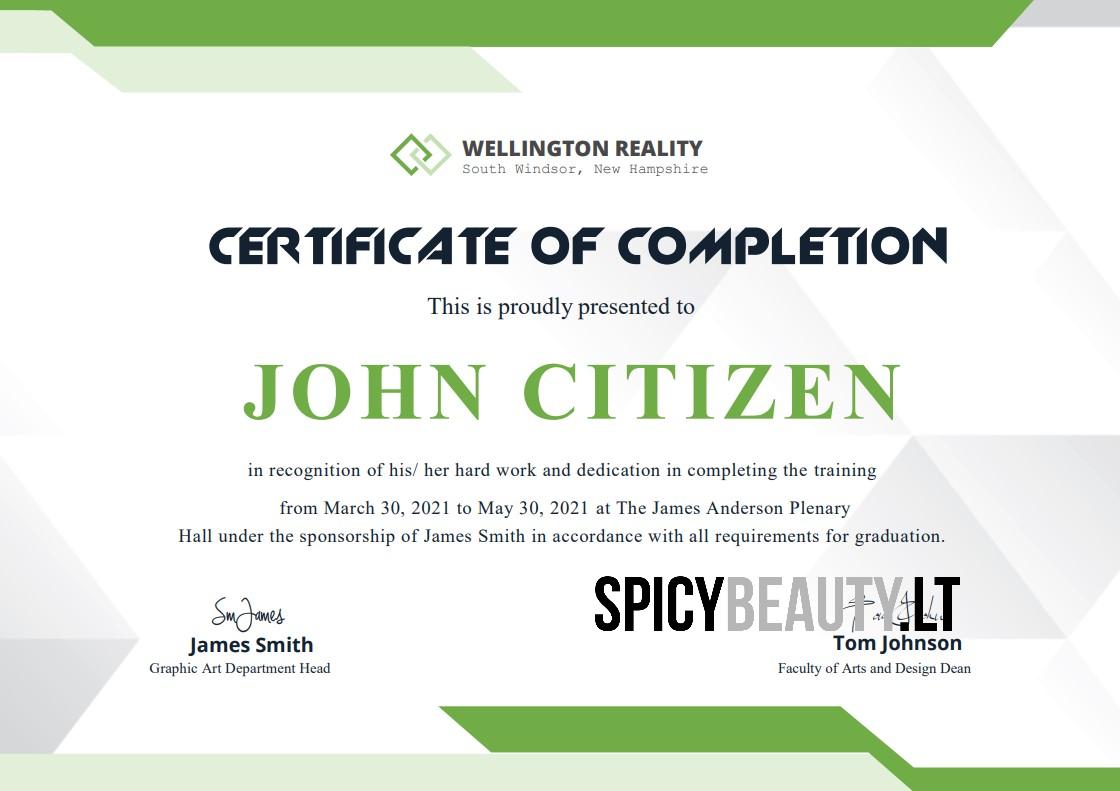 WELLINGTON REALITY
South Windsor, New Hampshire
CERTIFICATE OF COMPLETION
This is proudly presented to
JOHN CITIZEN
in recognition of his/ her hard work and dedication in completing the training
from March 30, 2021 to May 30, 2021 at The James Anderson Plenary
Hall under the sponsorship of James Smith in accordance with all requirements for graduation.
SPICYBEAUTY.LT
Sm James
James Smith
Tom Johnson
Graphic Art Department Head
Faculty of Arts and Design Dean